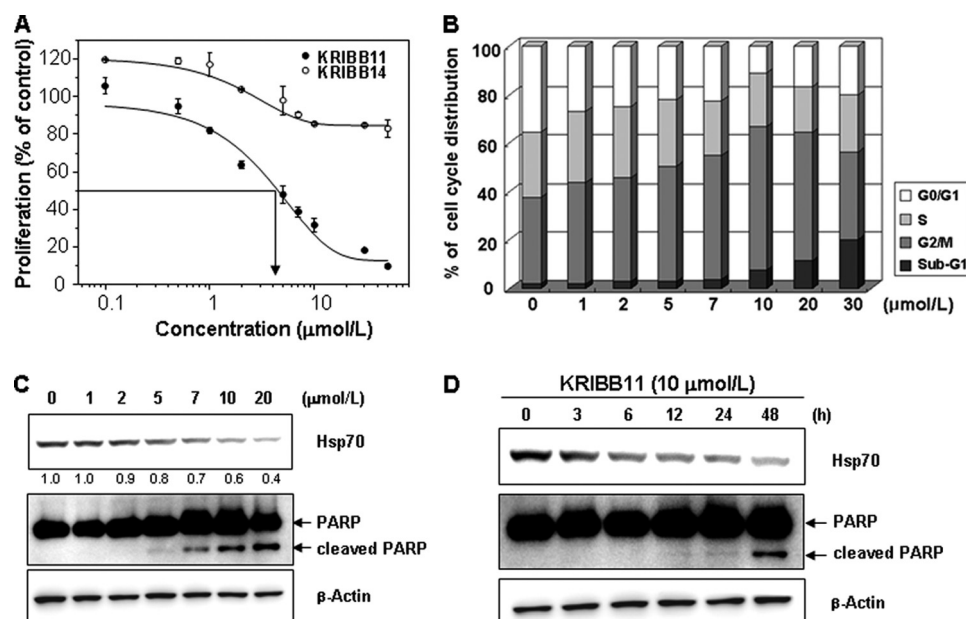 A
Proliferation (% of control)
120
100
80
60
40
20
0
KRIBB11
KRIBB14
0.1 1 10
Concentration (μmol/L)
B
% of cell cycle distribution
100
80
60
40
20
0
0 1 2 5 7 10 20 30 (μmol/L)
G0/G1
S
G2/M
Sub-G1
C
0 1 2 5 7 10 20 (μmol/L)
Hsp70
1.0 1.0 0.9 0.8 0.7 0.6 0.4
PARP
cleaved PARP
β-Actin
D
KRIBB11 (10 μmol/L)
0 3 6 12 24 48 (h)
Hsp70
PARP
cleaved PARP
β-Actin